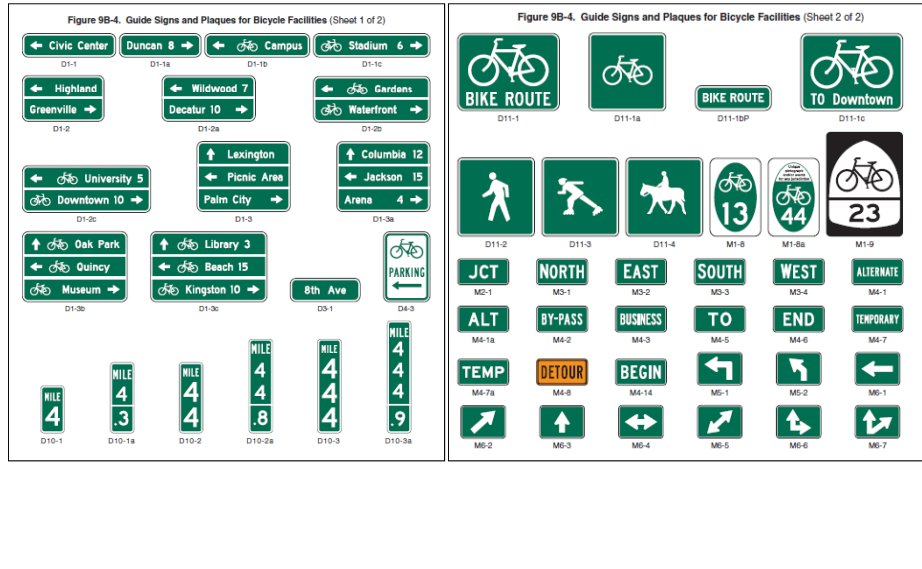 Figure 9B-4. Guide Signs and Plaques for Bicycle Facilities (Sheet 1 of 2)
Civic Center
Duncan 8
Campus
Stadium 6
D1-1
D1-1a
D1-1b
D1-1c
Highland
Greenville
Wildwood 7
Decatur 10
Gardens
Waterfront
D1-2
D1-2a
D1-2b
University 5
Downtown 10
Lexington
Picnic Area
Palm City
Columbia 12
Jackson 15
Arena 4
D1-2c
D1-3
D1-3a
Oak Park
Quincy
Museum
Library 3
Beach 15
Kingston 10
8th Ave
PARKING
D1-3b
D1-3c
D3-1
D4-3
MILE
4
MILE
4
.3
MILE
4
4
MILE
4
4
.8
MILE
4
4
4
MILE
4
4
4
.9
D10-1
D10-1a
D10-2
D10-2a
D10-3
D10-3a
Figure 9B-4. Guide Signs and Plaques for Bicycle Facilities (Sheet 2 of 2)
BIKE ROUTE
BIKE ROUTE
TO Downtown
D11-1
D11-1a
D11-1bP
D11-1c
13
44
23
D11-2
D11-3
D11-4
M1-8
M1-8a
M1-9
JCT
NORTH
EAST
SOUTH
WEST
ALTERNATE
M2-1
M3-1
M3-2
M3-3
M3-4
M4-1
ALT
BY-PASS
BUSINESS
TO
END
TEMPORARY
M4-1a
M4-2
M4-3
M4-5
M4-6
M4-7
TEMP
DETOUR
BEGIN
M4-7a
M4-8
M4-14
M5-1
M5-2
M6-1
M6-2
M6-3
M6-4
M6-5
M6-6
M6-7